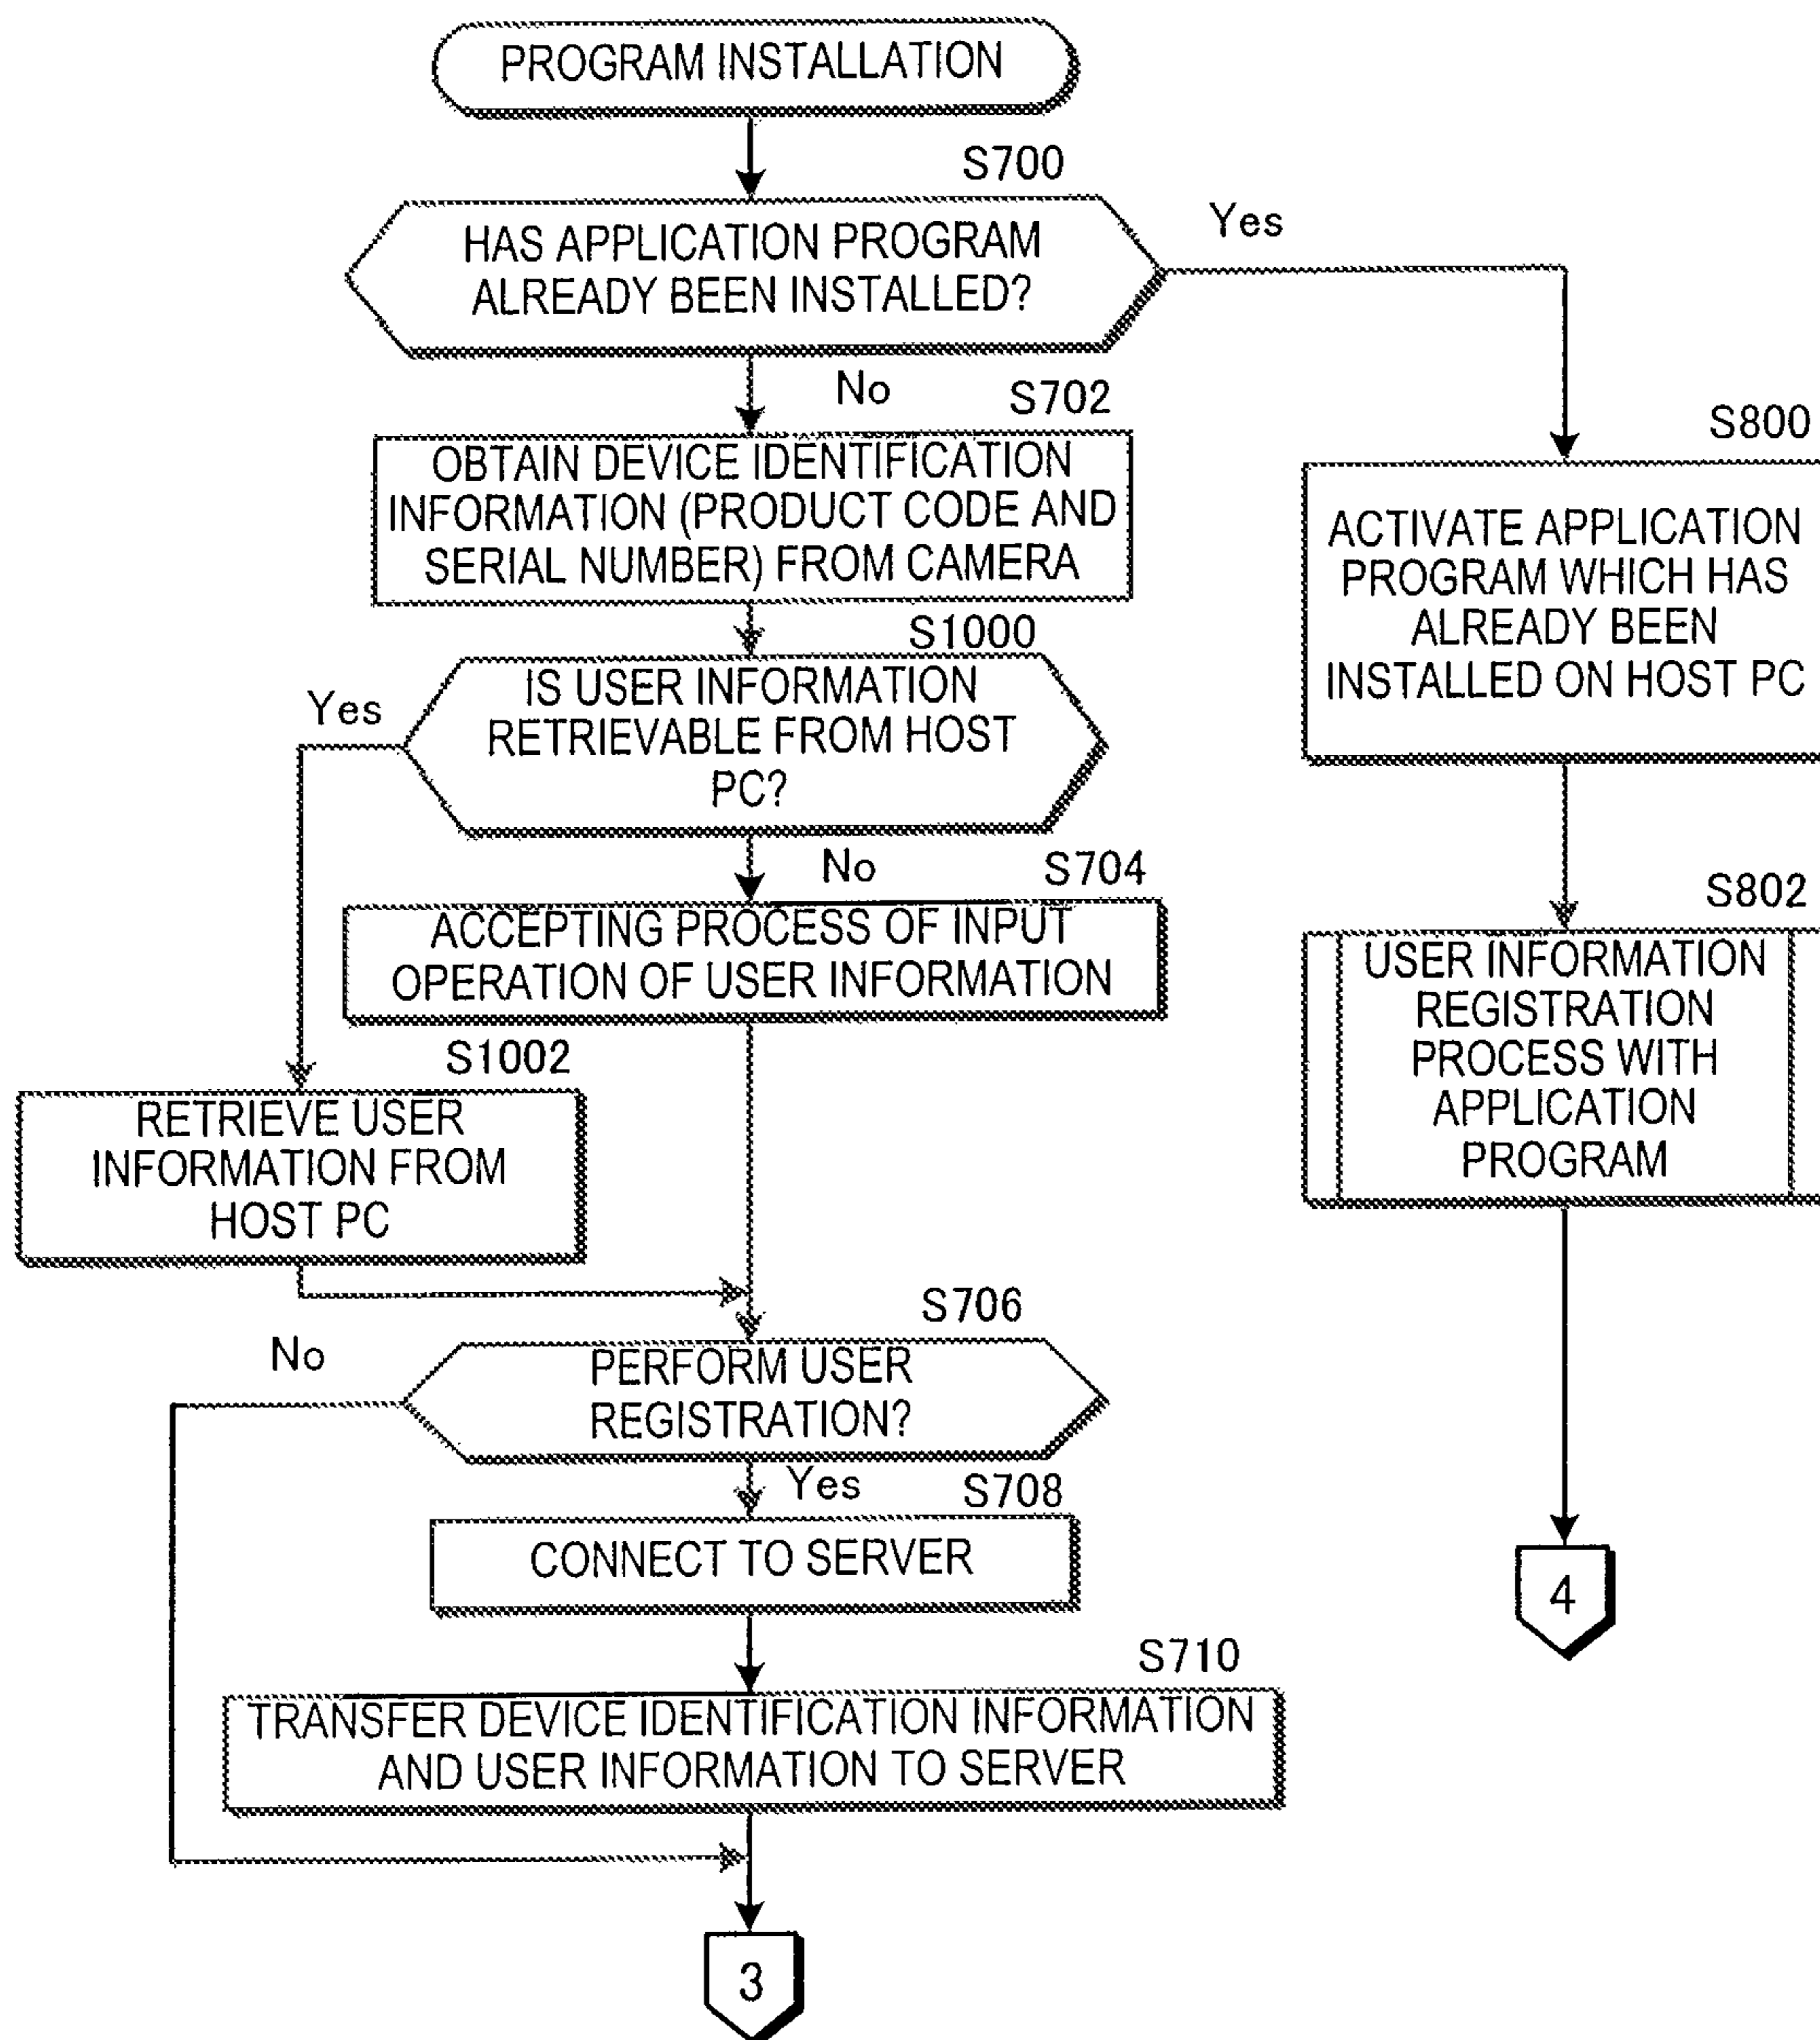 PROGRAM INSTALLATION
S700
HAS APPLICATION PROGRAM
ALREADY BEEN INSTALLED?
Yes
No
S702
OBTAIN DEVICE IDENTIFICATION
INFORMATION (PRODUCT CODE AND
SERIAL NUMBER) FROM CAMERA
S800
ACTIVATE APPLICATION
PROGRAM WHICH HAS
ALREADY BEEN
INSTALLED ON HOST PC
S1000
IS USER INFORMATION
RETRIEVABLE FROM HOST
PC?
Yes
No
S704
ACCEPTING PROCESS OF INPUT
OPERATION OF USER INFORMATION
S802
USER INFORMATION
REGISTRATION
PROCESS WITH
APPLICATION
PROGRAM
S1002
RETRIEVE USER
INFORMATION FROM
HOST PC
S706
No
PERFORM USER
REGISTRATION?
Yes
S708
CONNECT TO SERVER
4
S710
TRANSFER DEVICE IDENTIFICATION INFORMATION
AND USER INFORMATION TO SERVER
3